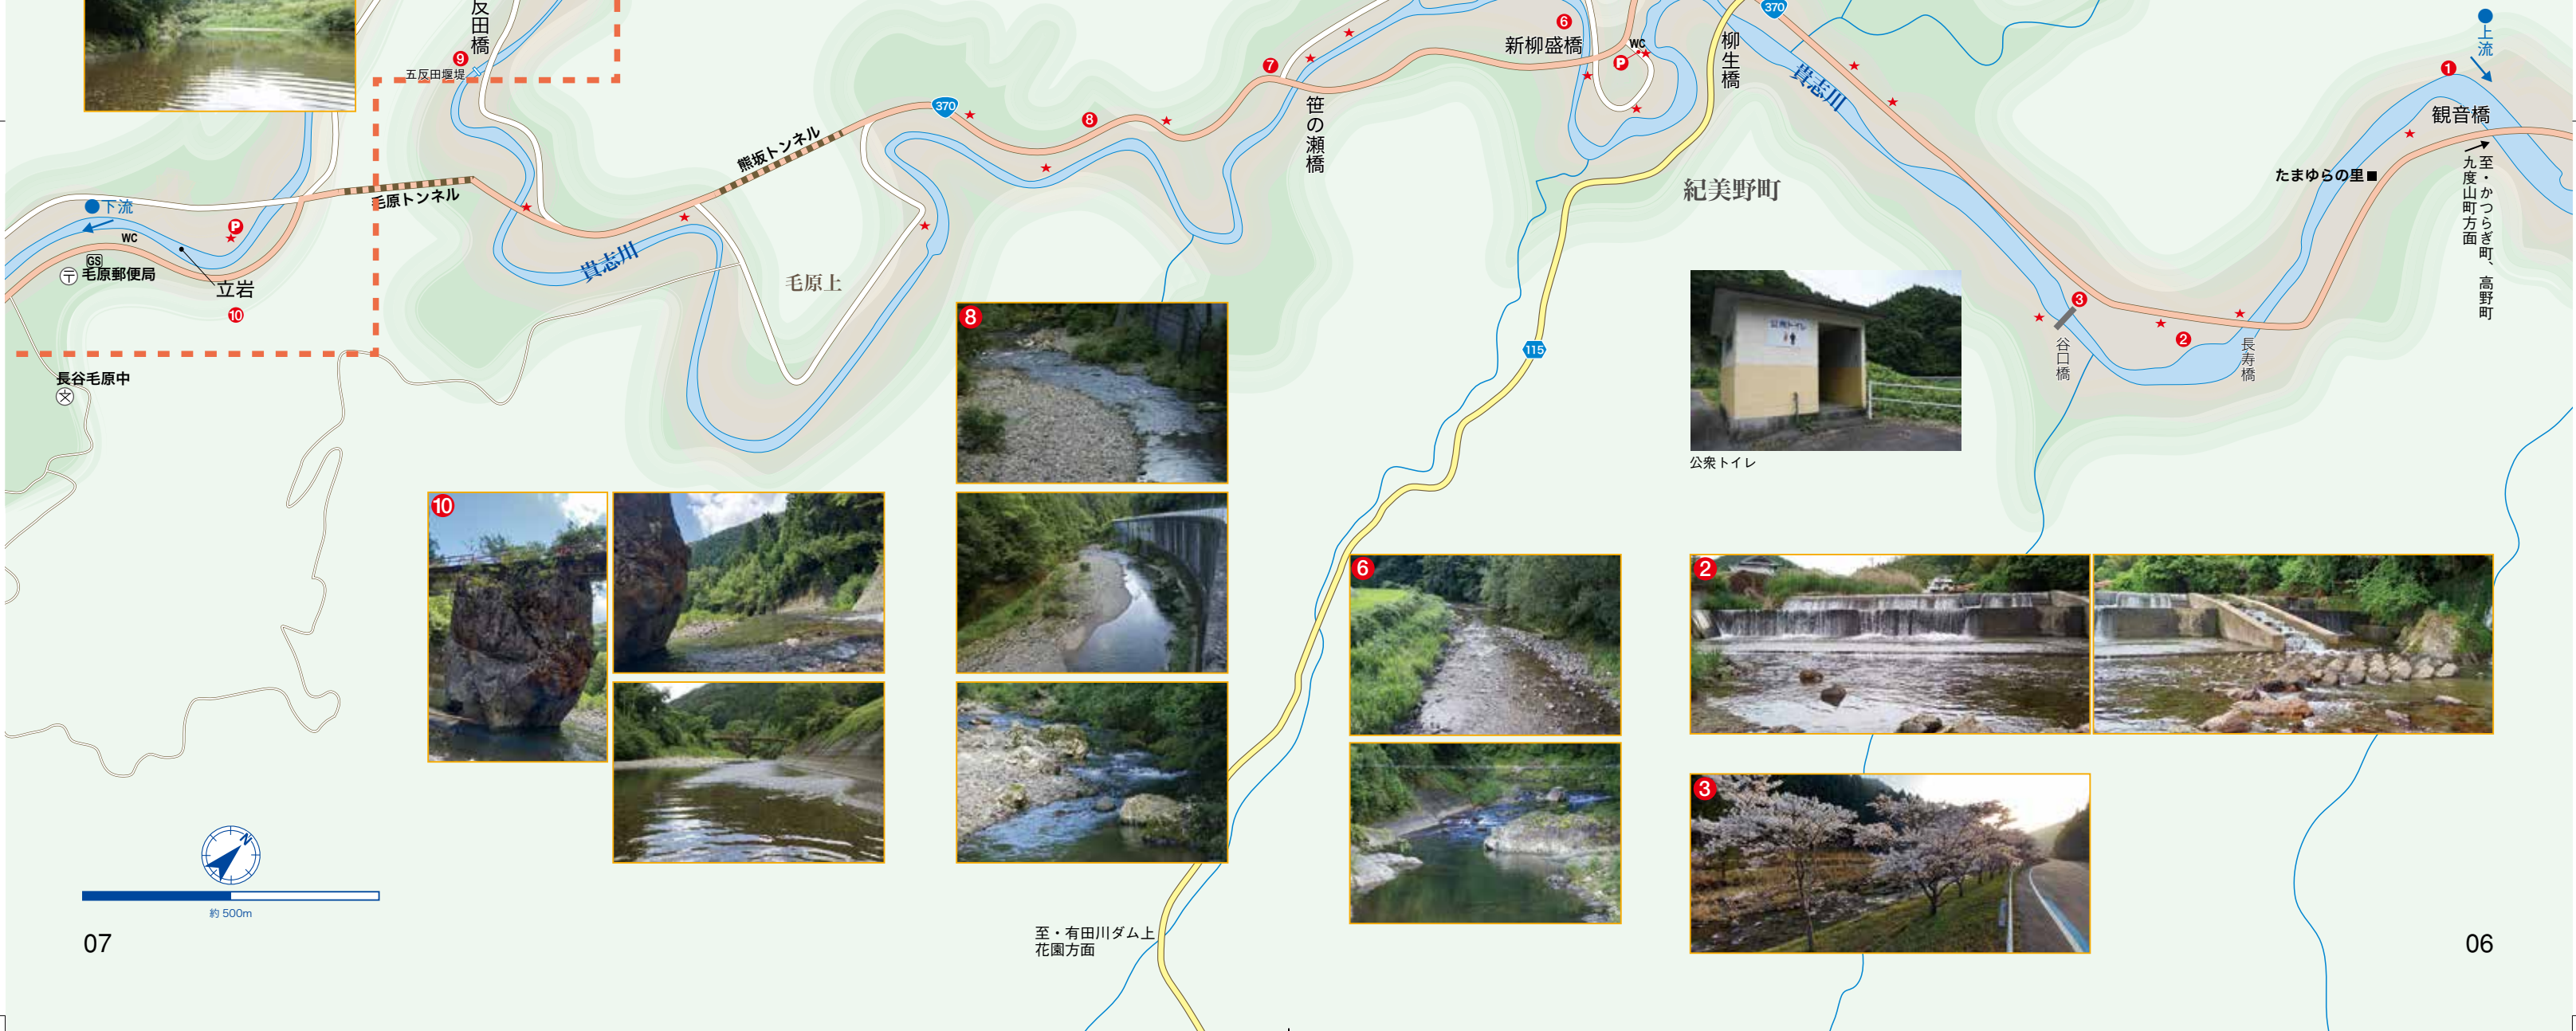 反田橋
9
五反田堰堤
6
新柳盛橋
WC
P
柳生橋
370
貴志川
上流
1
観音橋
至・かつらぎ町、高野町
九度山町方面
たまゆらの里
7
笹の瀬橋
370
8
熊坂トンネル
毛原トンネル
下流
P
WC
GS
〒
毛原郵便局
立岩
10
貴志川
毛原上
紀美野町
115
3
谷口橋
2
長寿橋
長谷毛原中
文
公衆トイレ
公衆トイレ
8
10
6
2
3
N
約 500m
07
至・有田川ダム上
花園方面
06